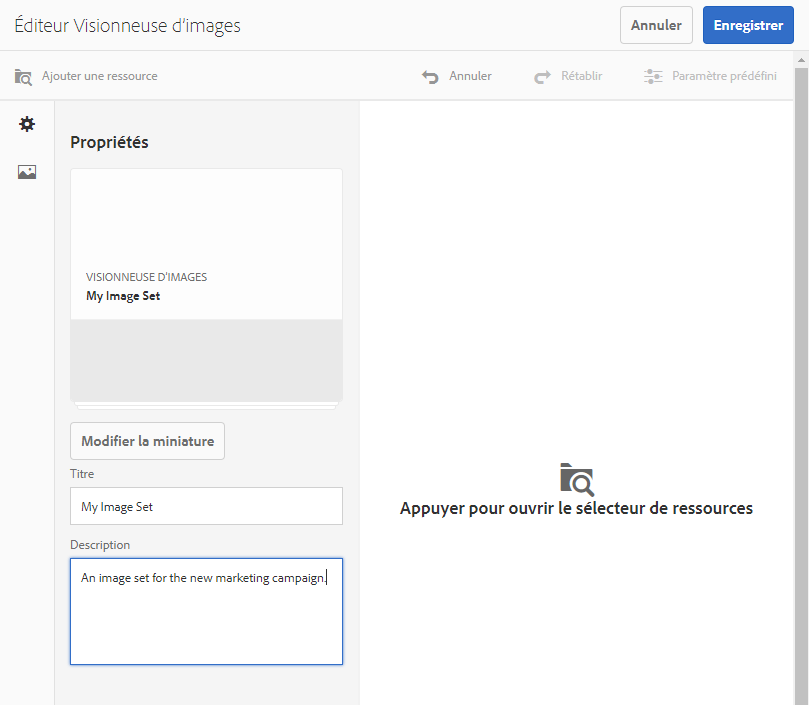 Éditeur Visionneuse d'images
Annuler
Enregistrer
Ajouter une ressource
Annuler
Rétablir
Paramètre prédéfini
Propriétés
VISIONNEUSE D'IMAGES
My Image Set
Modifier la miniature
Titre
My Image Set
Description
An image set for the new marketing campaign.
Appuyer pour ouvrir le sélecteur de ressources